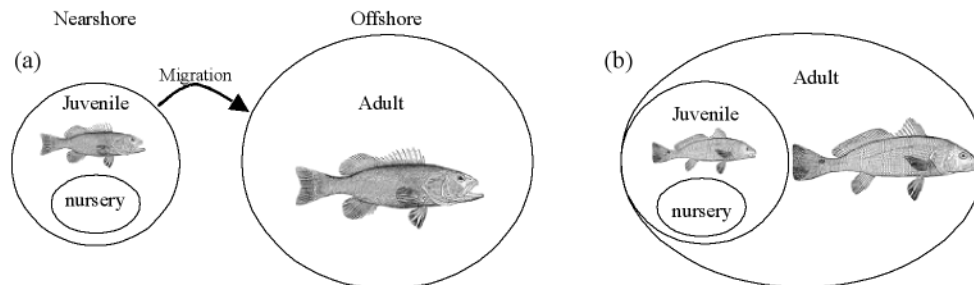 Nearshore
Offshore
(a)
Migration
Juvenile
Adult
nursery
(b)
Adult
Juvenile
nursery